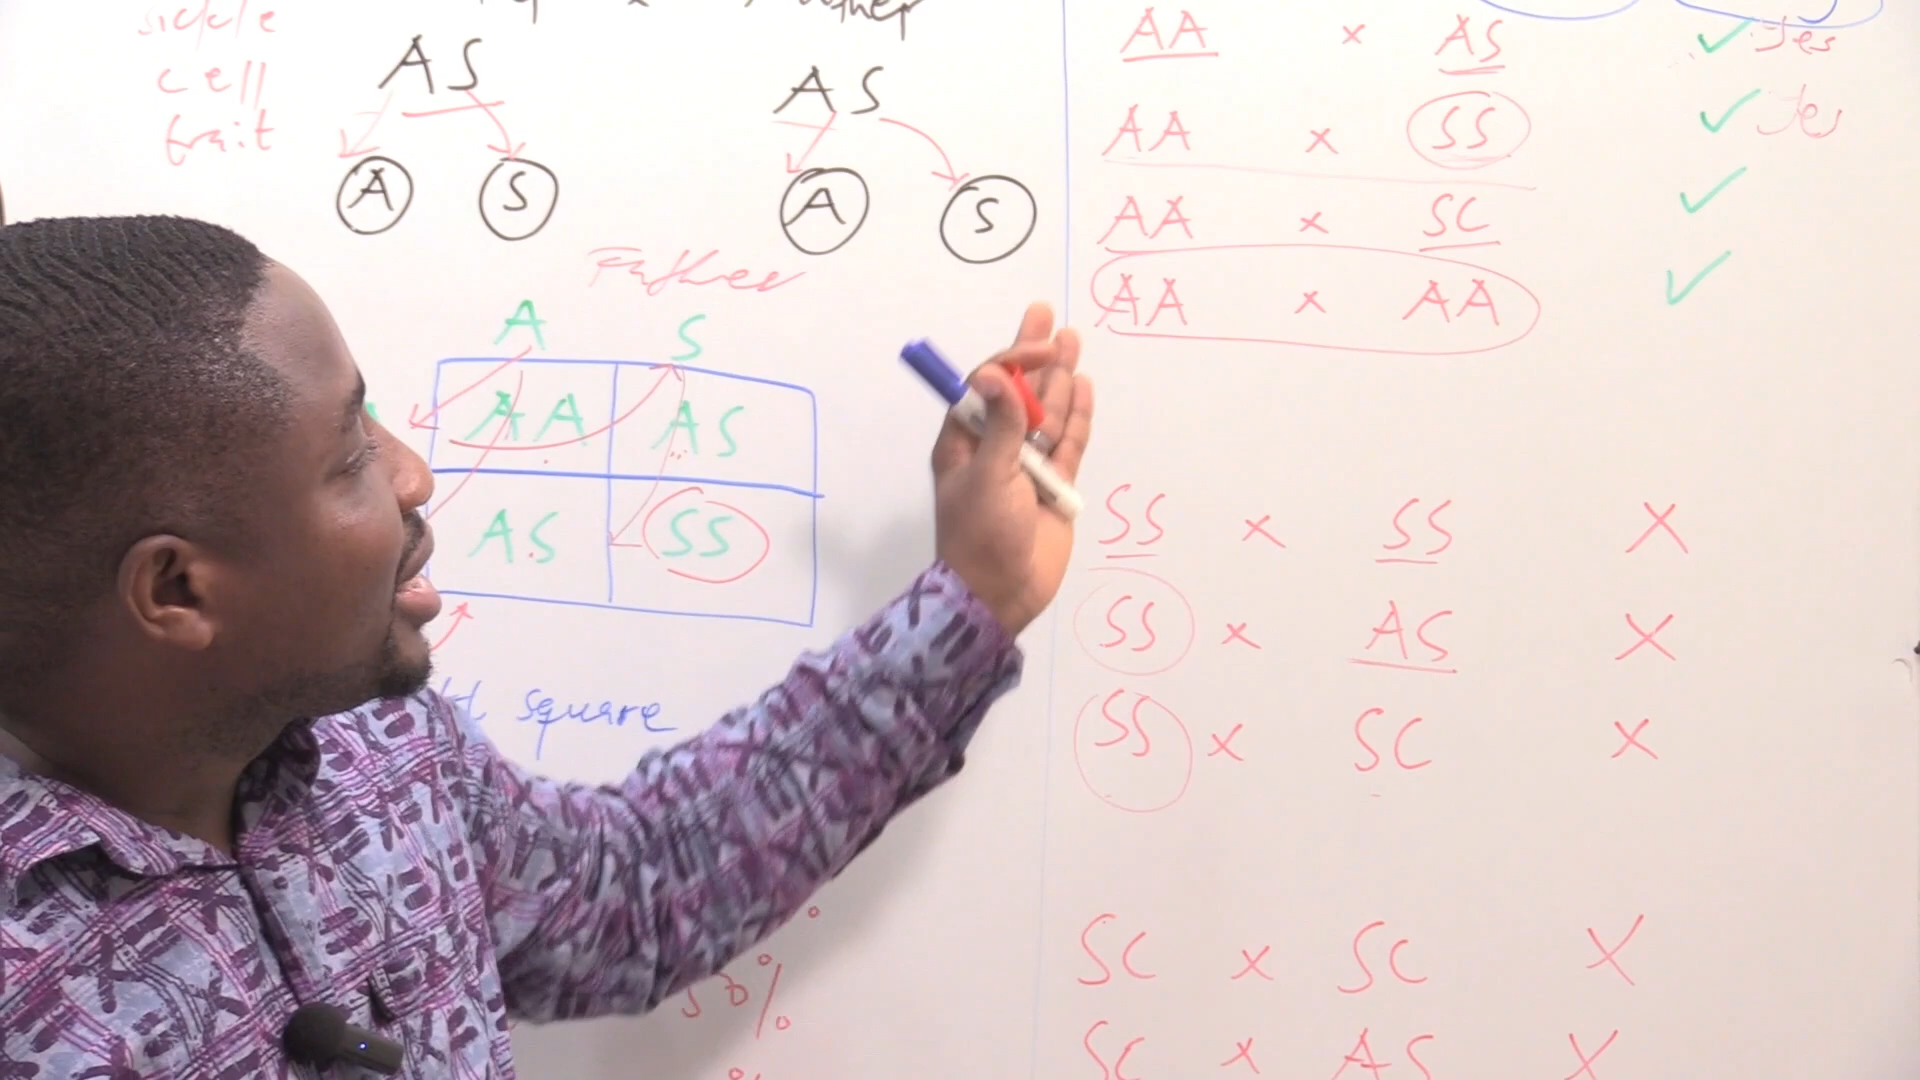 sickle
cell
trait
x
AS
AS
A
S
A
S
Father
A
S
AA
AS
AS
SS
square
50%
%
AA x AS ✓ Yes
AA x SS ✓ Yes
AA x SC ✓
AA x AA ✓
SS x SS X
SS x AS X
SS x SC X
SC x SC X
SC x AS X